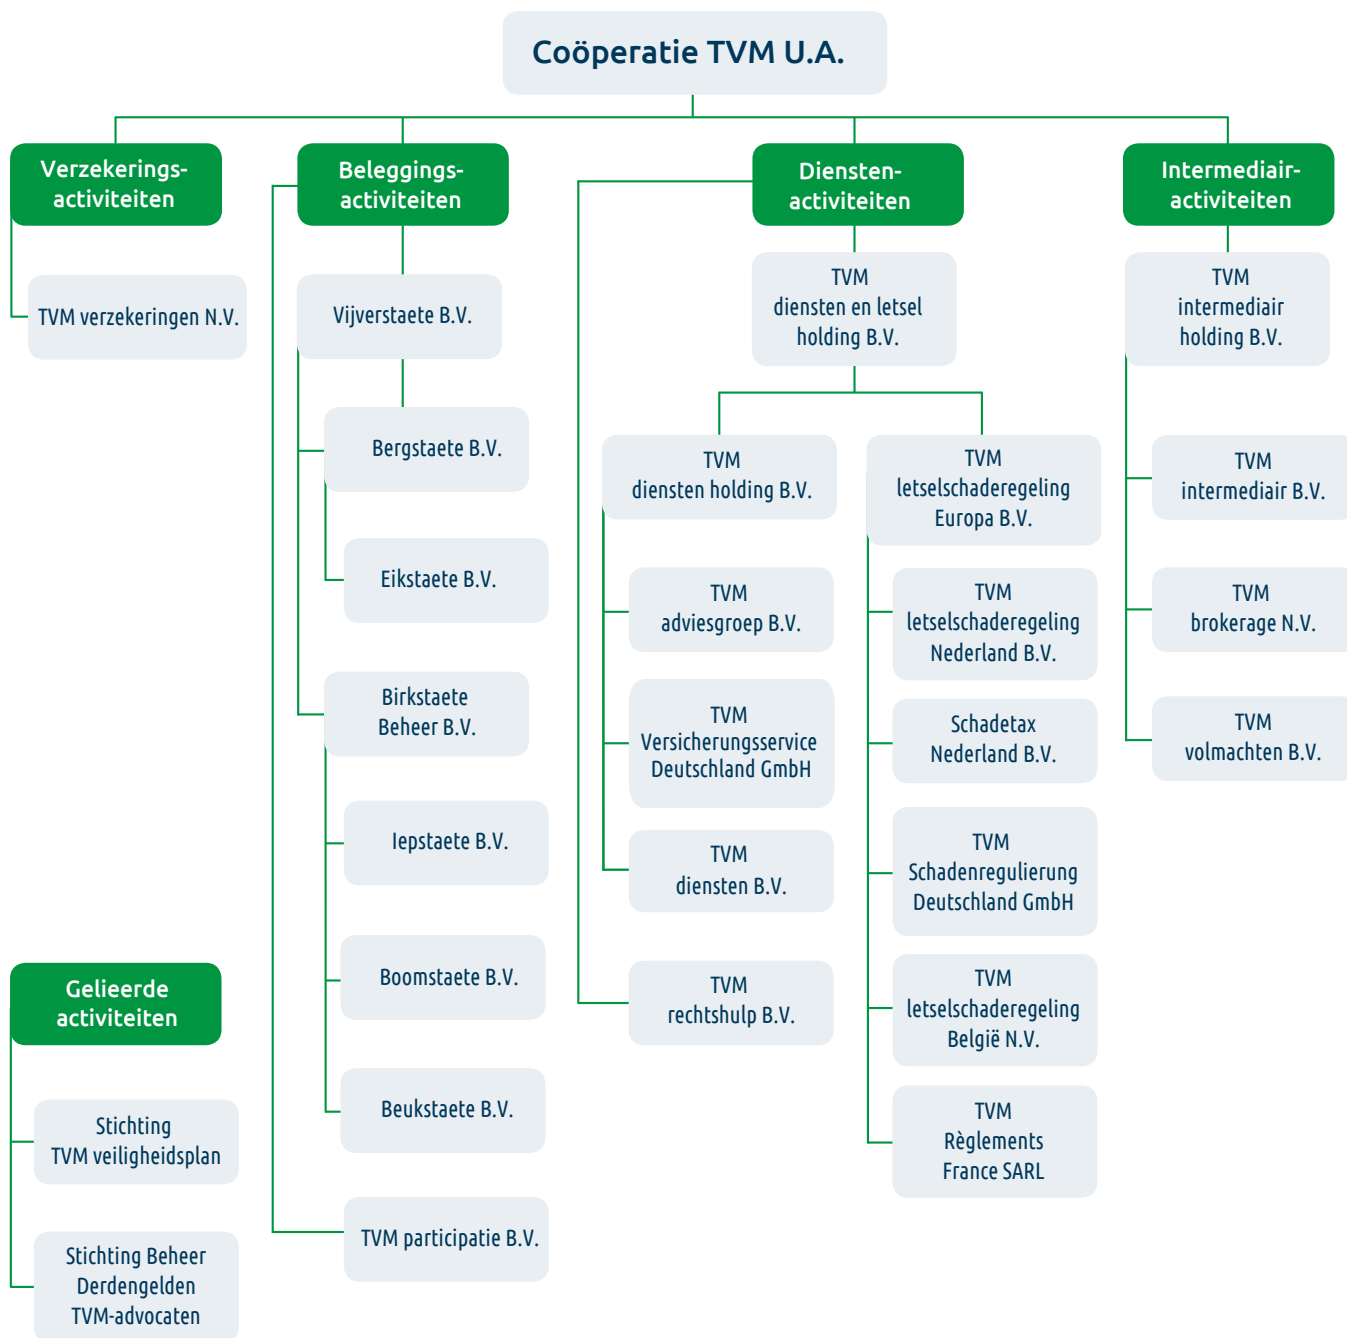 Coöperatie TVM U.A.
Verzekerings-
activiteiten
TVM verzekeringen N.V.
Beleggings-
activiteiten
Vijverstaete B.V.
Bergstaete B.V.
Eikstaete B.V.
Birkstaete
Beheer B.V.
Iepstaete B.V.
Boomstaete B.V.
Beukstaete B.V.
TVM participatie B.V.
Diensten-
activiteiten
TVM
diensten en letsel
holding B.V.
TVM
diensten holding B.V.
TVM
adviesgroep B.V.
TVM
Versicherungsservice
Deutschland GmbH
TVM
diensten B.V.
TVM
rechtshulp B.V.
TVM
letselschaderegeling
Europa B.V.
TVM
letselschaderegeling
Nederland B.V.
Schadetax
Nederland B.V.
TVM
Schadenregulierung
Deutschland GmbH
TVM
letselschaderegeling
België N.V.
TVM
Règlements
France SARL
Intermediair-
activiteiten
TVM
intermediair
holding B.V.
TVM
intermediair B.V.
TVM
brokerage N.V.
TVM
volmachten B.V.
Gelieerde
activiteiten
Stichting
TVM veiligheidsplan
Stichting Beheer
Derdengelden
TVM-advocaten